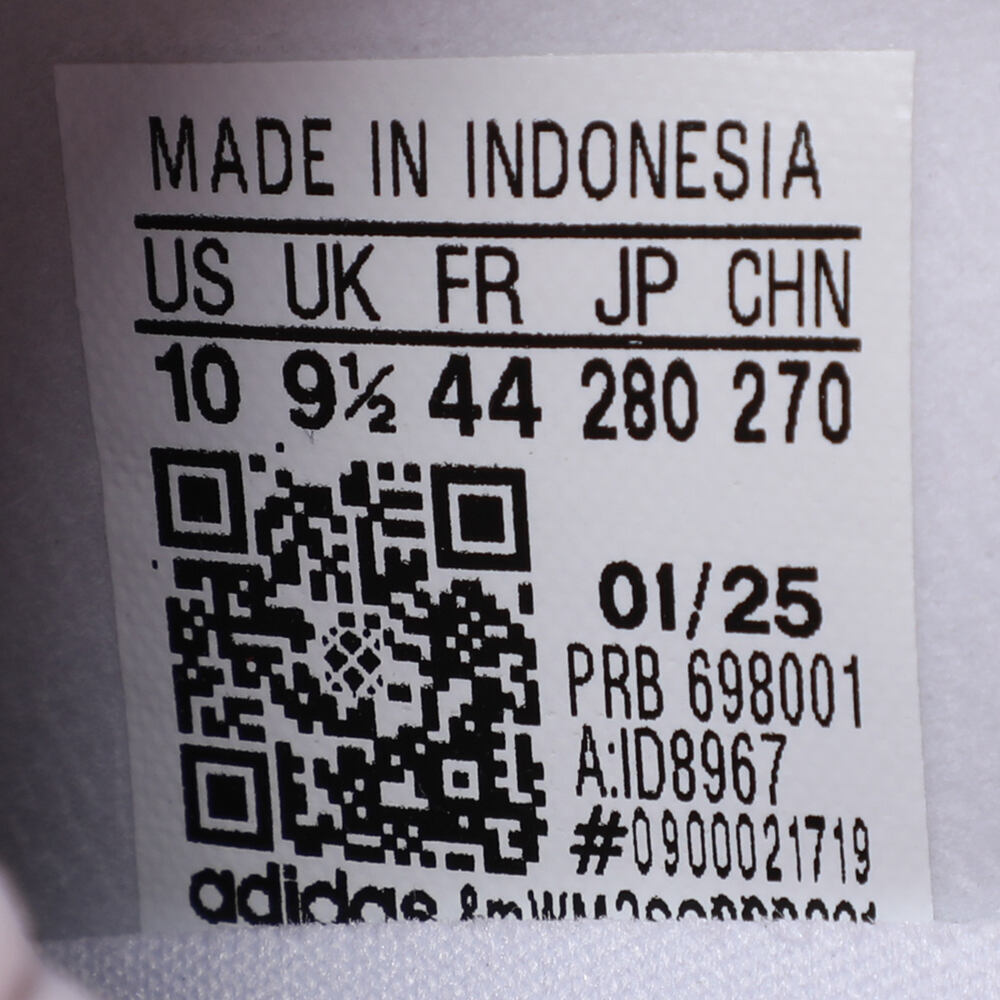 MADE IN INDONESIA
US UK FR JP CHN
10 9½ 44 280 270
01/25
PRB 698001
A:ID8967
#0900021719
adidas